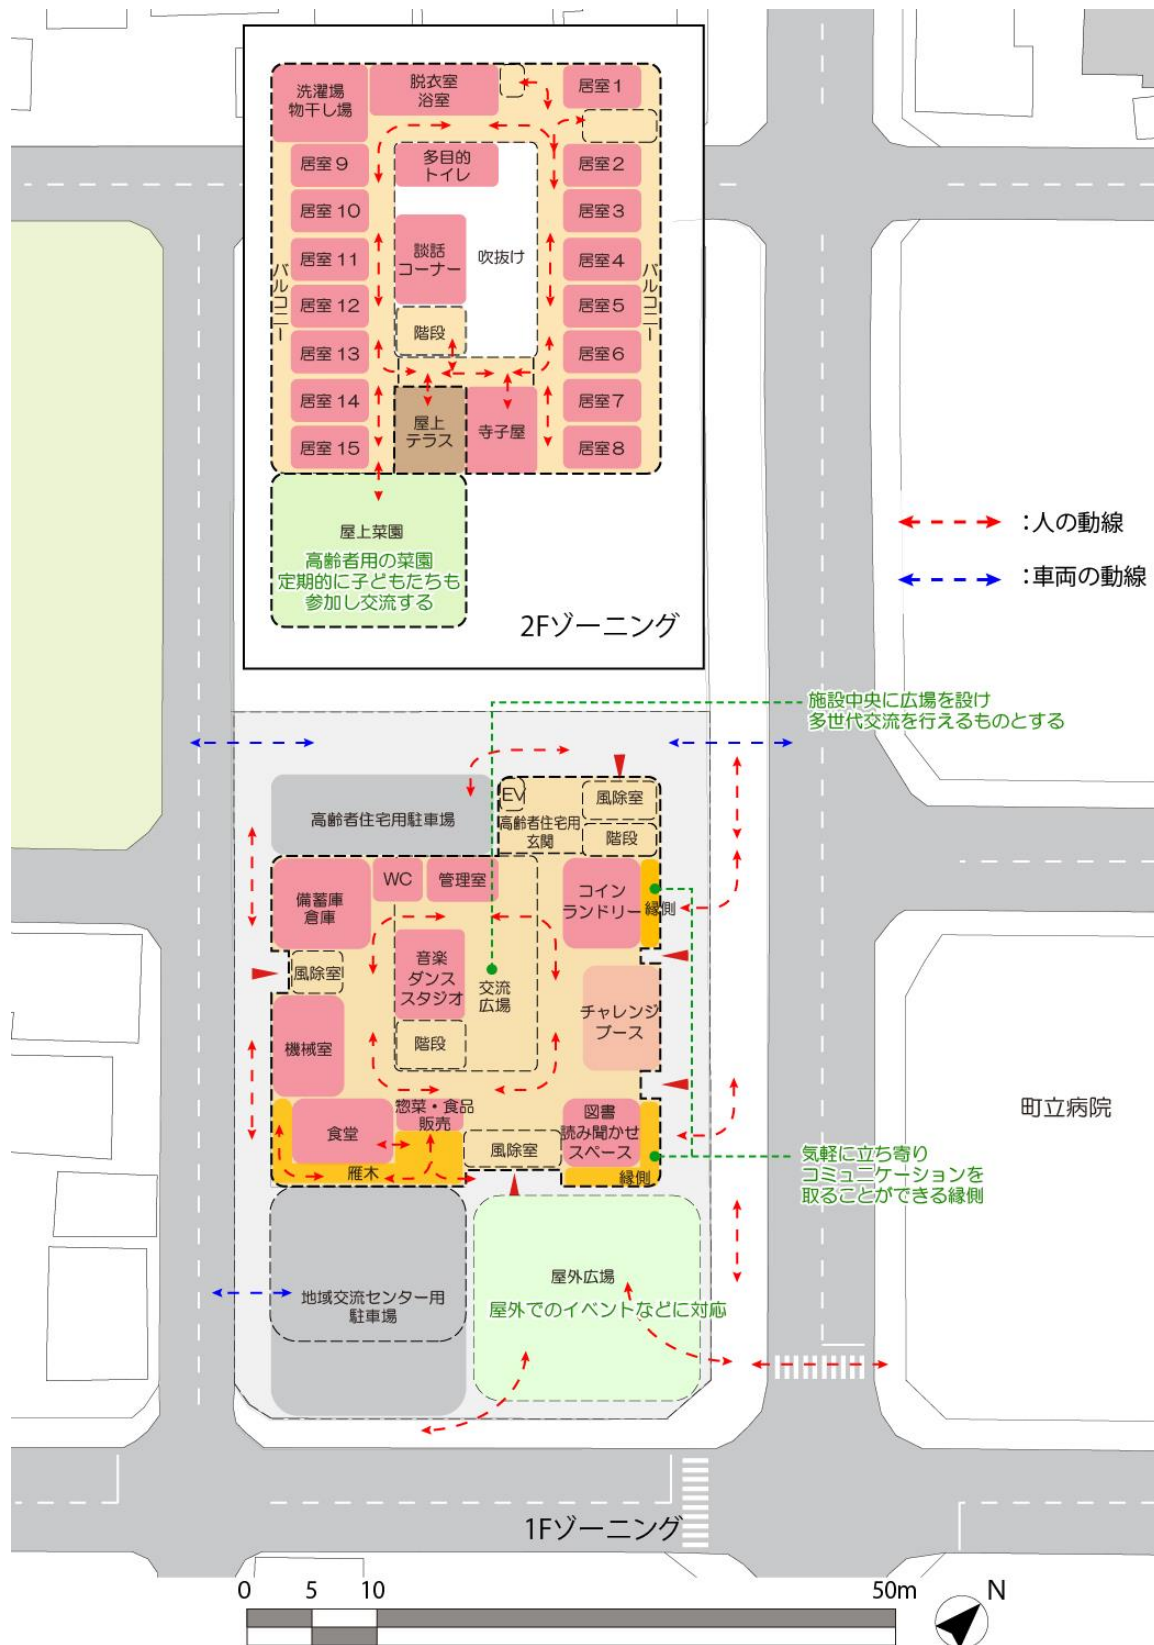 洗濯場
物干し場
脱衣室
浴室
居室1
居室9
多目的
トイレ
居室2
居室10
居室3
居室11
談話
コーナー
吹抜け
居室4
バルコニー
バルコニー
居室12
階段
居室5
居室13
居室6
居室14
屋上
テラス
寺子屋
居室7
居室15
居室8
屋上菜園
高齢者用の菜園
定期的に子どもたちも
参加し交流する
2Fゾーニング
:人の動線
:車両の動線
施設中央に広場を設け
多世代交流を行えるものとする
高齢者住宅用駐車場
EV
風除室
高齢者住宅用
玄関
階段
備蓄庫
倉庫
WC
管理室
コイン
ランドリー
縁側
風除室
音楽
ダンス
スタジオ
交流
広場
チャレンジ
ブース
機械室
階段
町立病院
食堂
惣菜・食品
販売
図書
読み聞かせ
スペース
風除室
雁木
縁側
気軽に立ち寄り
コミュニケーションを
取ることができる縁側
屋外広場
屋外でのイベントなどに対応
地域交流センター用
駐車場
1Fゾーニング
0 5 10 50m
N